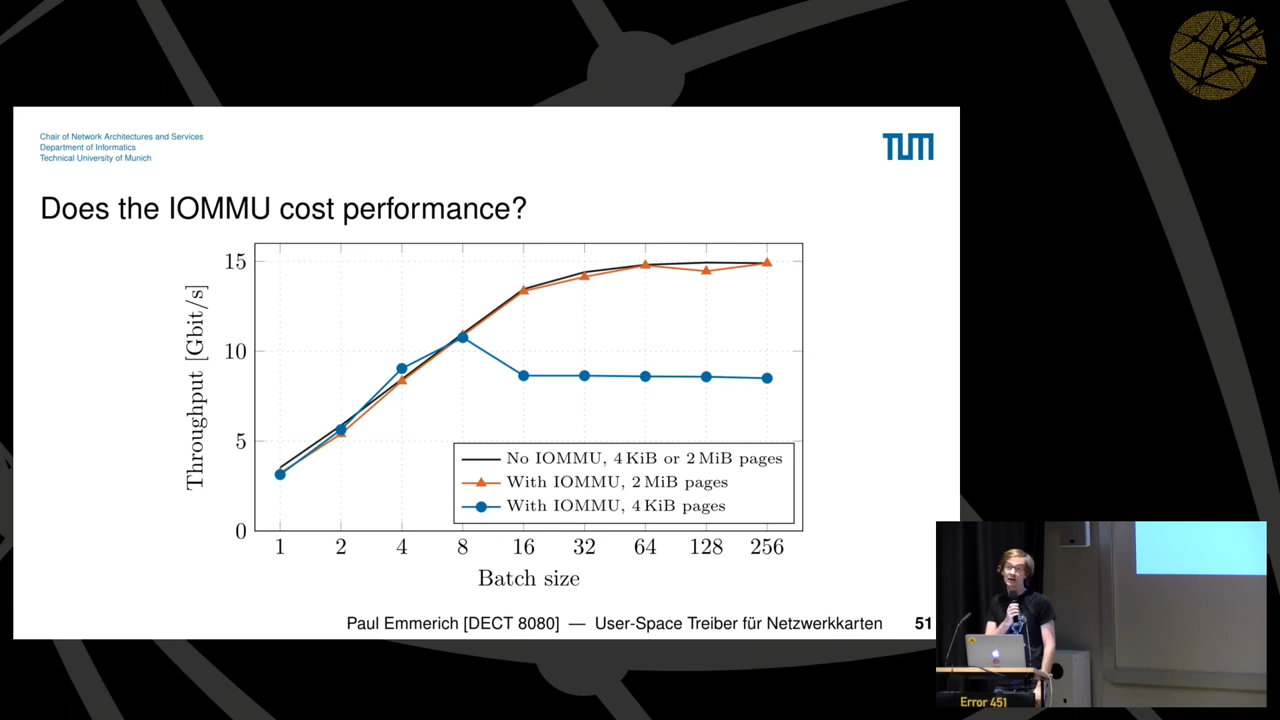 Chair of Network Architectures and Services
Department of Informatics
Technical University of Munich
TUM
Does the IOMMU cost performance?
Throughput [Gbit/s]
15
10
5
0
No IOMMU, 4 KiB or 2 MiB pages
With IOMMU, 2 MiB pages
With IOMMU, 4 KiB pages
1 2 4 8 16 32 64 128 256
Batch size
Paul Emmerich [DECT 8080] — User-Space Treiber für Netzwerkkarten 51
Error 451